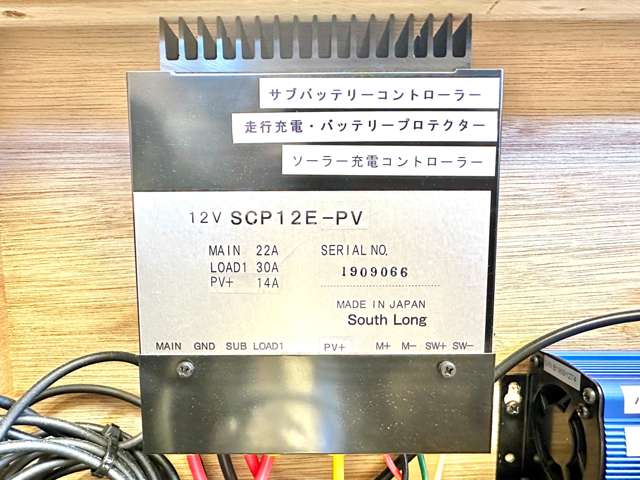 サブバッテリーコントローラー
走行充電・バッテリープロテクター
ソーラー充電コントローラー
12V SCP12E-PV
MAIN 22A
LOAD1 30A
PV+ 14A
SERIAL NO.
1909066
MADE IN JAPAN
South Long
MAIN GND SUB LOAD1 PV+ M+ M- SW+ SW-